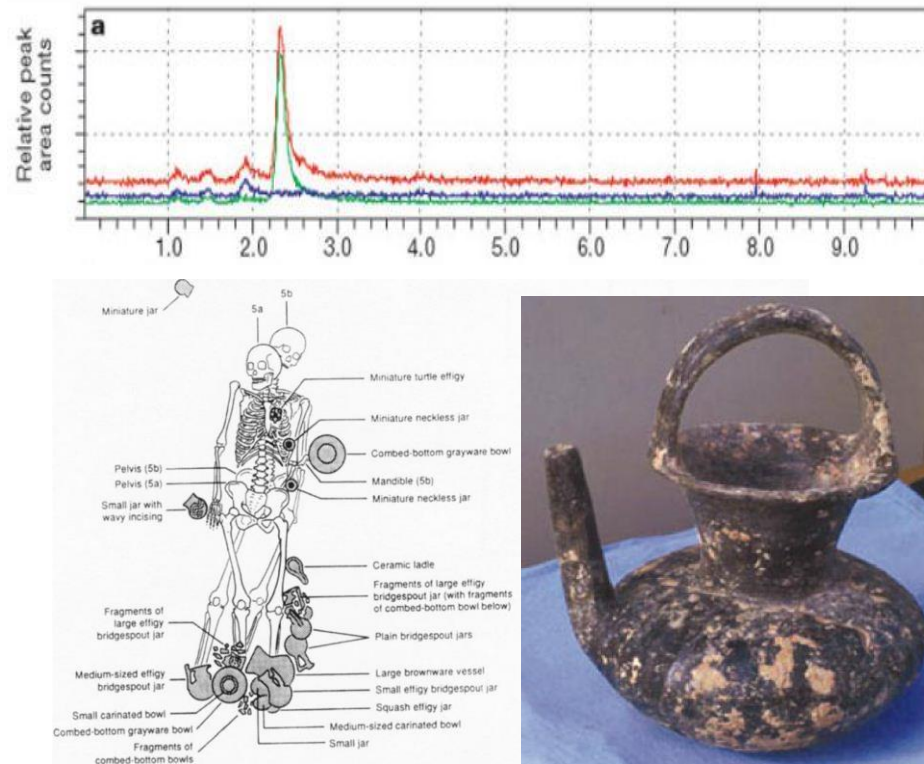 a
Relative peak
area counts
1.0 2.0 3.0 4.0 5.0 6.0 7.0 8.0 9.0
Miniature jar
5b
5a
Miniature turtle effigy
Miniature neckless jar
Combed-bottom grayware bowl
Pelvis (5b)
Pelvis (5a)
Mandible (5b)
Miniature neckless jar
Small jar with
wavy incising
Ceramic ladle
Fragments of large effigy
bridgespout jar (with fragments
of combed-bottom bowl below)
Fragments of
large effigy
bridgespout jar
Plain bridgespout jars
Medium-sized effigy
bridgespout jar
Large brownware vessel
Small effigy bridgespout jar
Small carinated bowl
Squash effigy jar
Combed-bottom grayware bowl
Medium-sized carinated bowl
Fragments of
combed-bottom bowls
Small jar